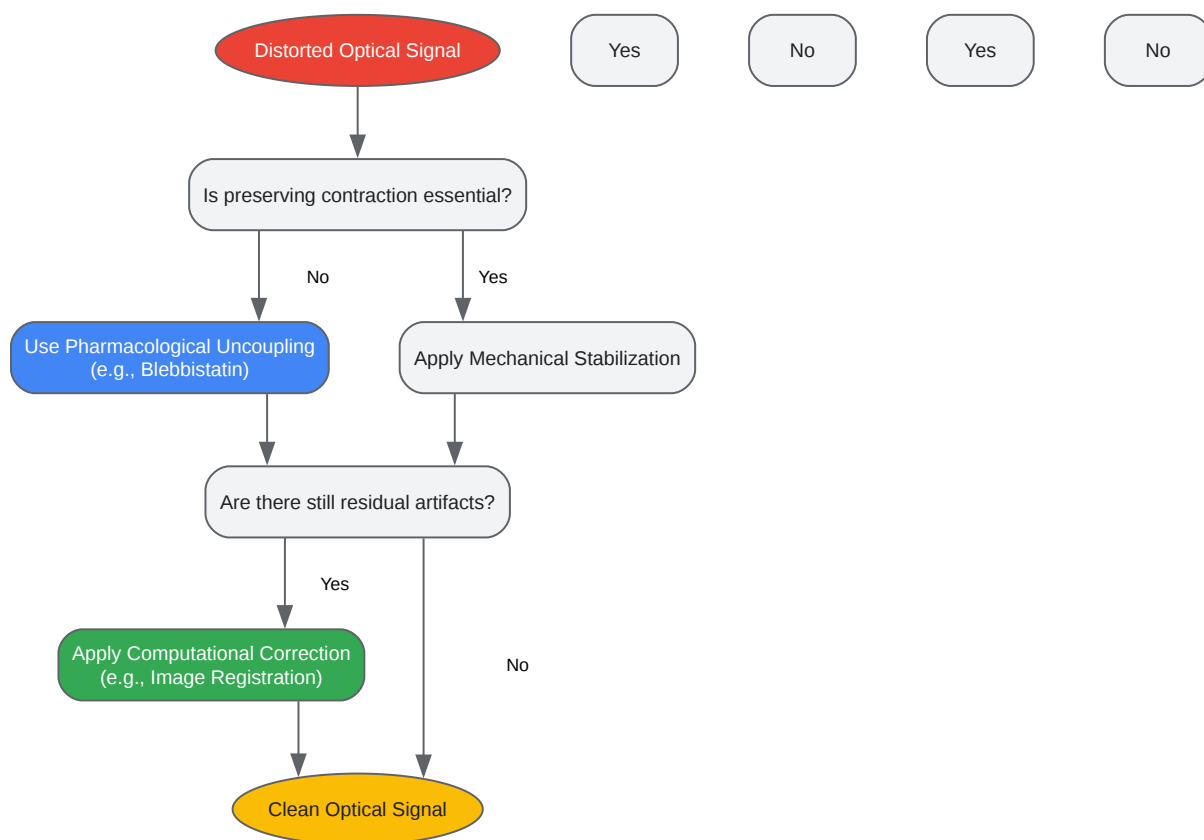 Distorted Optical Signal
Yes
No
Yes
No
Is preserving contraction essential?
No
Yes
Use Pharmacological Uncoupling
(e.g., Blebbistatin)
Apply Mechanical Stabilization
Are there still residual artifacts?
Yes
Apply Computational Correction
(e.g., Image Registration)
No
Clean Optical Signal